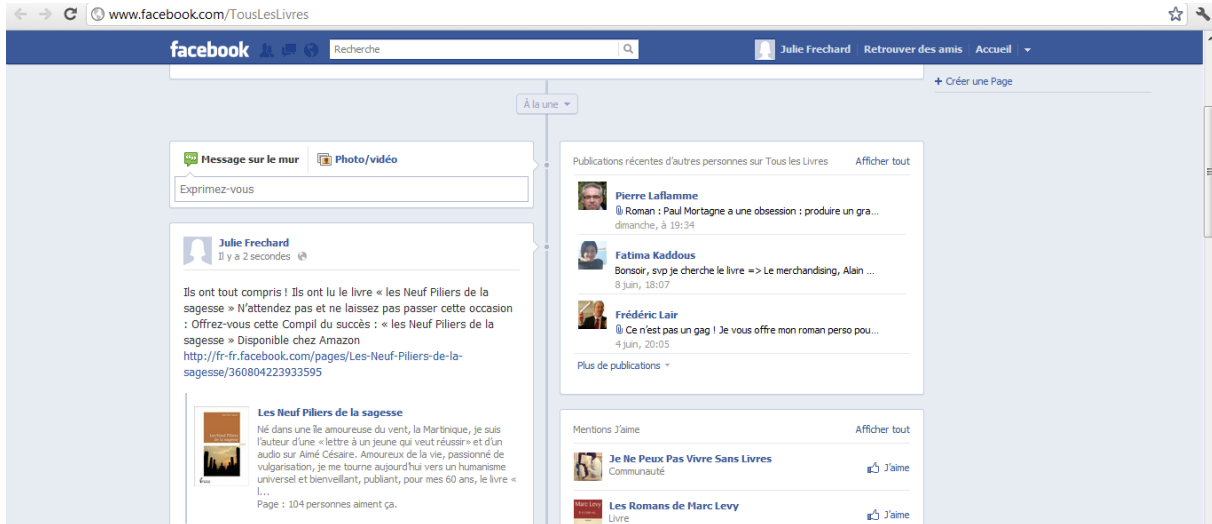 www.facebook.com/TousLesLivres
facebook
Recherche
Julie Frechard
Retrouver des amis
Accueil
+ Créer une Page
À la une
Message sur le mur
Photo/vidéo
Exprimez-vous
Julie Frechard
Il y a 2 secondes
Ils ont tout compris ! Ils ont lu le livre « les Neuf Piliers de la
sagesse » N'attendez pas et ne laissez pas passer cette occasion
: Offrez-vous cette Compil du succès : « les Neuf Piliers de la
sagesse » Disponible chez Amazon
http://fr-fr.facebook.com/pages/Les-Neuf-Piliers-de-la-
sagesse/360804223933595
Les Neuf Piliers de la sagesse
Né dans une île amoureuse du vent, la Martinique, je suis
l'auteur d'une « lettre à un jeune qui veut réussir» et d'un
audio sur Aimé Césaire. Amoureux de la vie, passionné de
vulgarisation, je me tourne aujourd'hui vers un humanisme
universel et bienveillant, publiant, pour mes 60 ans, le livre «
l...
Page : 104 personnes aiment ça.
Publications récentes d'autres personnes sur Tous les Livres
Afficher tout
Pierre Laflamme
Roman : Paul Mortagne a une obsession : produire un gra...
dimanche, à 19:34
Fatima Kaddous
Bonsoir, svp je cherche le livre => Le merchandising, Alain ...
8 juin, 18:07
Frédéric Lair
Ce n'est pas un gag ! Je vous offre mon roman perso pou...
4 juin, 20:05
Plus de publications
Mentions J'aime
Afficher tout
Je Ne Peux Pas Vivre Sans Livres
Communauté
J'aime
Marc Levy
Les Romans de Marc Levy
Livre
J'aime